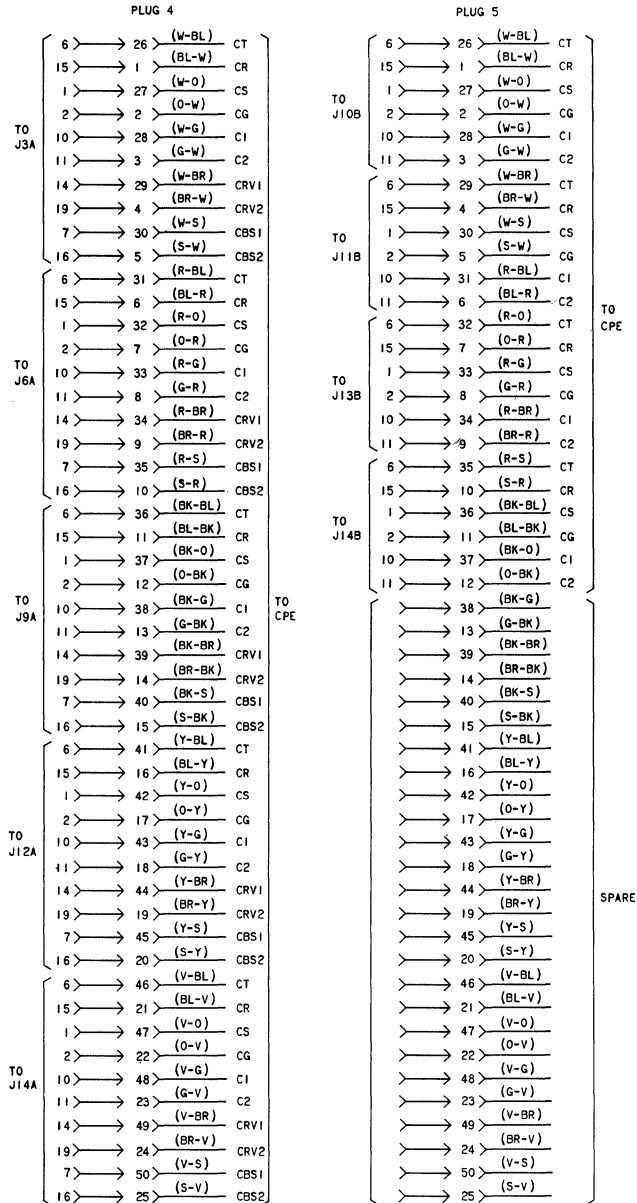 PLUG 4
TO J3A
6 26 (W-BL) CT
15 1 (BL-W) CR
1 27 (W-O) CS
2 2 (O-W) CG
10 28 (W-G) C1
11 3 (G-W) C2
14 29 (W-BR) CRV1
19 4 (BR-W) CRV2
7 30 (W-S) CBS1
16 5 (S-W) CBS2
TO J6A
6 31 (R-BL) CT
15 6 (BL-R) CR
1 32 (R-O) CS
2 7 (O-R) CG
10 33 (R-G) C1
11 8 (G-R) C2
14 34 (R-BR) CRV1
19 9 (BR-R) CRV2
7 35 (R-S) CBS1
16 10 (S-R) CBS2
TO J9A
6 36 (BK-BL) CT
15 11 (BL-BK) CR
1 37 (BK-O) CS
2 12 (O-BK) CG
10 38 (BK-G) C1
11 13 (G-BK) C2
14 39 (BK-BR) CRV1
19 14 (BR-BK) CRV2
7 40 (BK-S) CBS1
16 15 (S-BK) CBS2
TO J12A
6 41 (Y-BL) CT
15 16 (BL-Y) CR
1 42 (Y-O) CS
2 17 (O-Y) CG
10 43 (Y-G) C1
11 18 (G-Y) C2
14 44 (Y-BR) CRV1
19 19 (BR-Y) CRV2
7 45 (Y-S) CBS1
16 20 (S-Y) CBS2
TO J14A
6 46 (V-BL) CT
15 21 (BL-V) CR
1 47 (V-O) CS
2 22 (O-V) CG
10 48 (V-G) C1
11 23 (G-V) C2
14 49 (V-BR) CRV1
19 24 (BR-V) CRV2
7 50 (V-S) CBS1
16 25 (S-V) CBS2
TO CPE
PLUG 5
TO J10B
6 26 (W-BL) CT
15 1 (BL-W) CR
1 27 (W-O) CS
2 2 (O-W) CG
10 28 (W-G) C1
11 3 (G-W) C2
TO J11B
6 29 (W-BR) CT
15 4 (BR-W) CR
1 30 (W-S) CS
2 5 (S-W) CG
10 31 (R-BL) C1
11 6 (BL-R) C2
TO J13B
6 32 (R-O) CT
15 7 (O-R) CR
1 33 (R-G) CS
2 8 (G-R) CG
10 34 (R-BR) C1
11 9 (BR-R) C2
TO J14B
6 35 (R-S) CT
15 10 (S-R) CR
1 36 (BK-BL) CS
2 11 (BL-BK) CG
10 37 (BK-O) C1
11 12 (O-BK) C2
TO CPE
38 (BK-G)
13 (G-BK)
39 (BK-BR)
14 (BR-BK)
40 (BK-S)
15 (S-BK)
41 (Y-BL)
16 (BL-Y)
42 (Y-O)
17 (O-Y)
43 (Y-G)
18 (G-Y)
44 (Y-BR)
19 (BR-Y)
45 (Y-S)
20 (S-Y)
46 (V-BL)
21 (BL-V)
47 (V-O)
22 (O-V)
48 (V-G)
23 (G-V)
49 (V-BR)
24 (BR-V)
50 (V-S)
25 (S-V)
SPARE